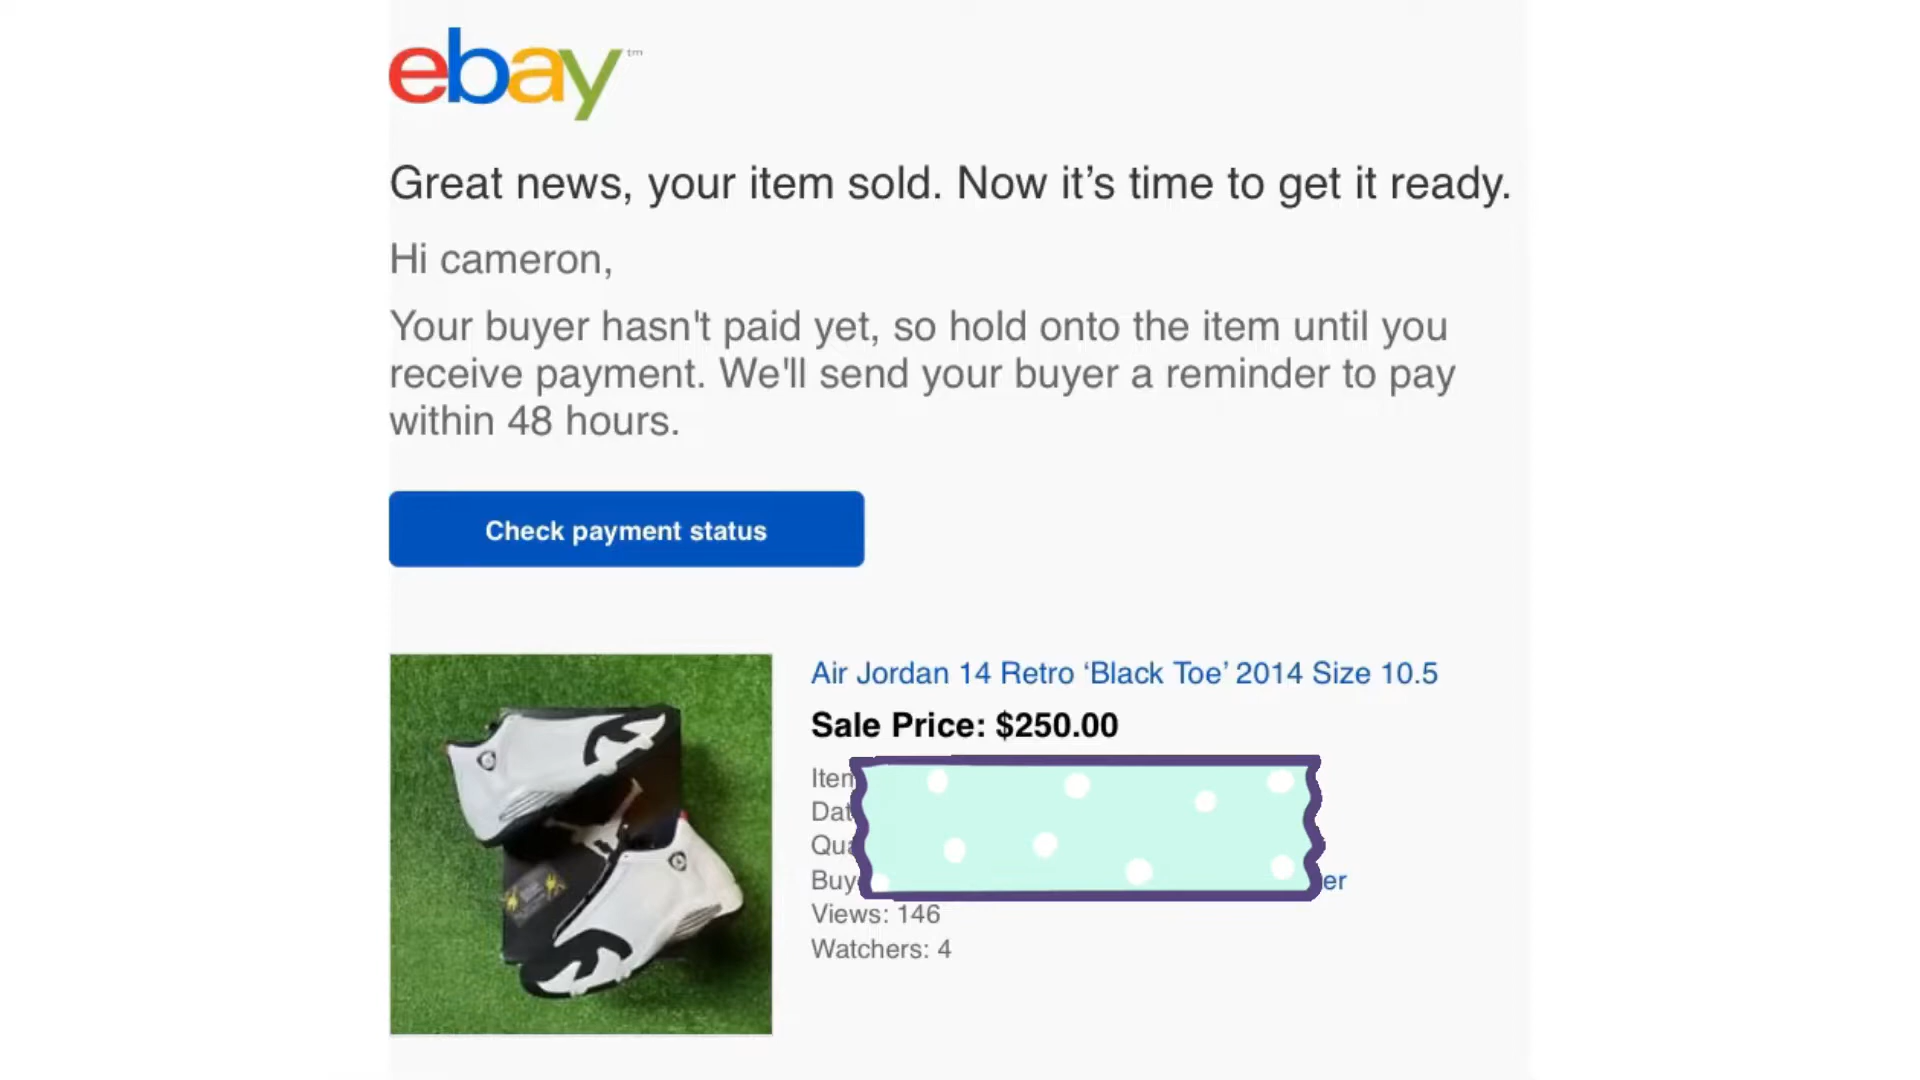 ebay™
Great news, your item sold. Now it’s time to get it ready.
Hi cameron,
Your buyer hasn't paid yet, so hold onto the item until you
receive payment. We'll send your buyer a reminder to pay
within 48 hours.
Check payment status
Air Jordan 14 Retro ‘Black Toe’ 2014 Size 10.5
Sale Price: $250.00
Views: 146
Watchers: 4